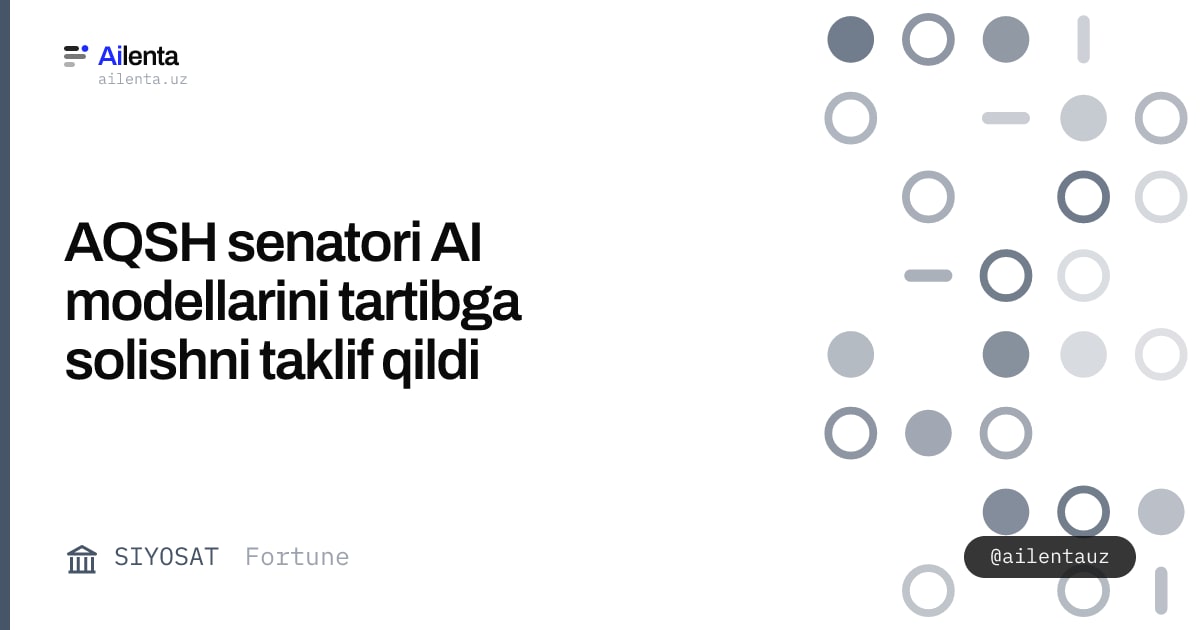 Ailenta
ailenta.uz
AQSH senatori AI
modellarini tartibga
solishni taklif qildi
SIYOSAT Fortune
@ailentauz